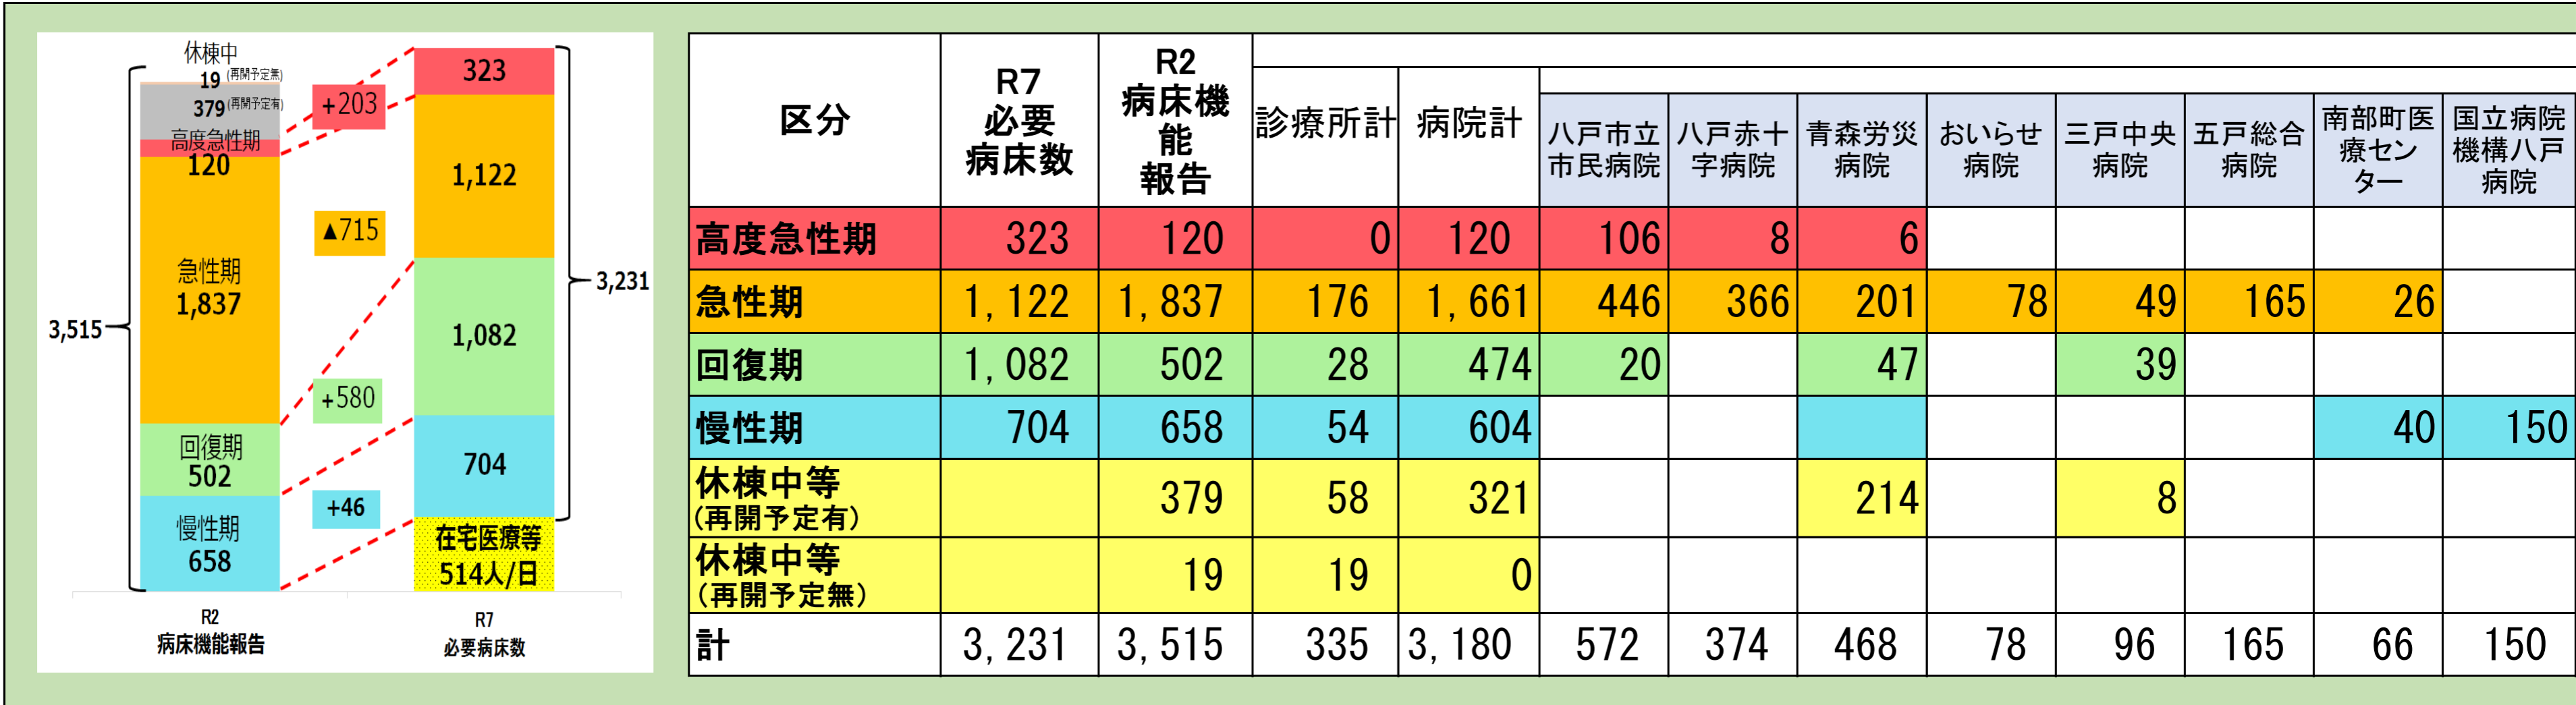 休棟中
19 (再開予定無)
379 (再開予定有)
高度急性期
120
急性期
1,837
回復期
502
慢性期
658
3,515
+203
▲715
+580
+46
323
1,122
1,082
704
在宅医療等
514人/日
3,231
R2
病床機能報告
R7
必要病床数
区分
R7
必要
病床数
R2
病床機
能
報告
診療所計
病院計
八戸市立
市民病院
八戸赤十
字病院
青森労災
病院
おいらせ
病院
三戸中央
病院
五戸総合
病院
南部町医
療セン
ター
国立病院
機構八戸
病院
高度急性期 323 120 0 120 106 8 6
急性期 1,122 1,837 176 1,661 446 366 201 78 49 165 26
回復期 1,082 502 28 474 20 47 39
慢性期 704 658 54 604 40 150
休棟中等
(再開予定有) 379 58 321 214 8
休棟中等
(再開予定無) 19 19 0
計 3,231 3,515 335 3,180 572 374 468 78 96 165 66 150